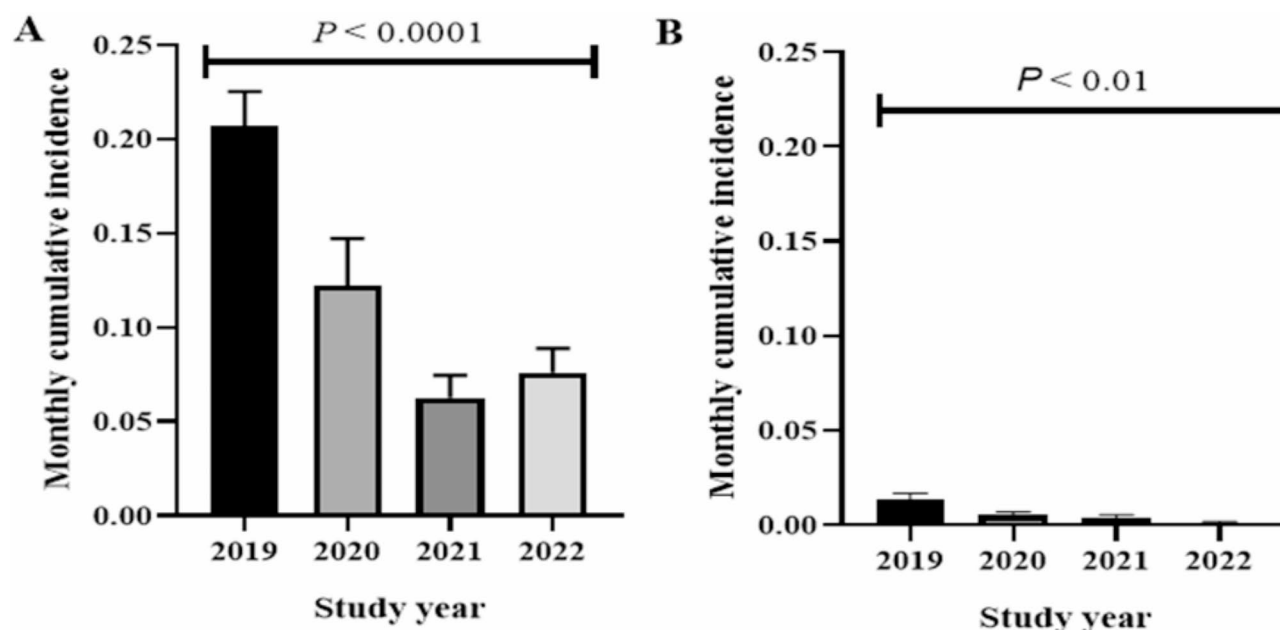 A
P < 0.0001
Monthly cumulative incidence
0.25
0.20
0.15
0.10
0.05
0.00
2019 2020 2021 2022
Study year
B
P < 0.01
Monthly cumulative incidence
0.25
0.20
0.15
0.10
0.05
0.00
2019 2020 2021 2022
Study year